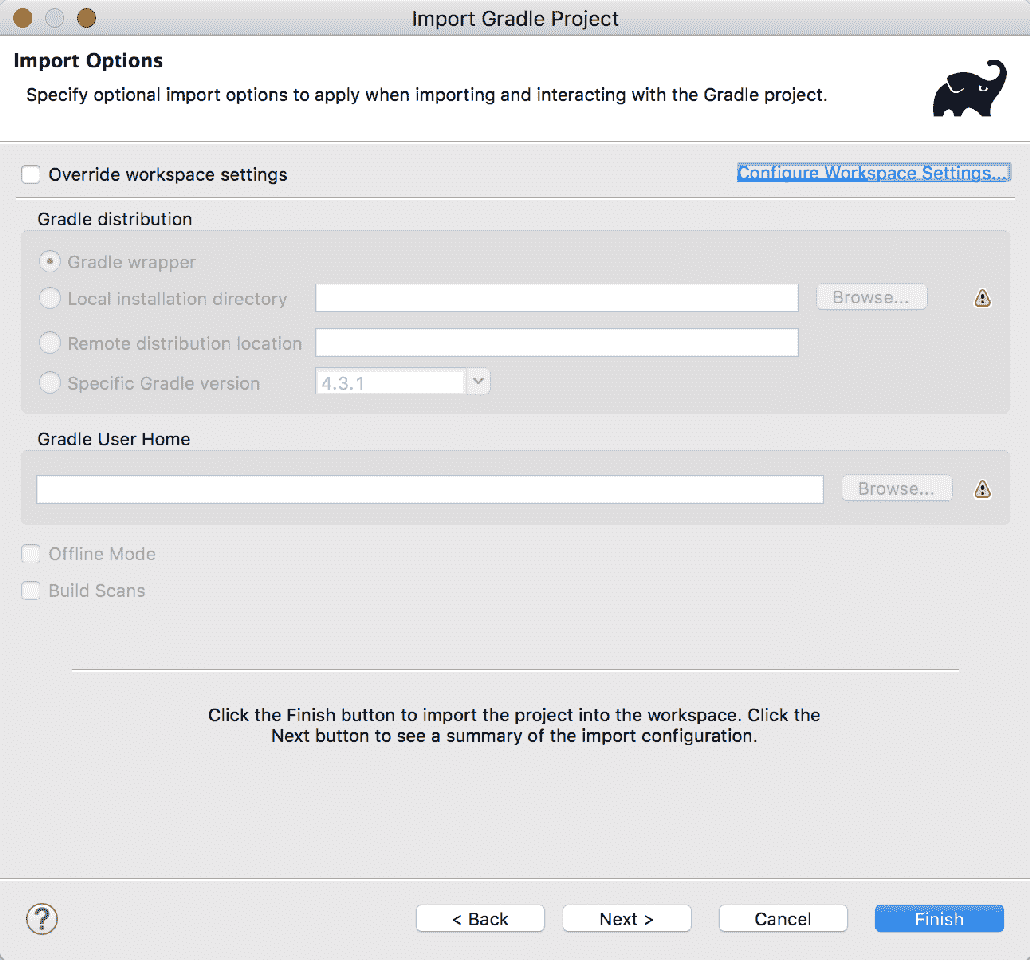 Import Gradle Project
Import Options
Specify optional import options to apply when importing and interacting with the Gradle project.
Override workspace settings
Configure Workspace Settings...
Gradle distribution
Gradle wrapper
Local installation directory
Browse...
Remote distribution location
Specific Gradle version
4.3.1
Gradle User Home
Browse...
Offline Mode
Build Scans
Click the Finish button to import the project into the workspace. Click the
Next button to see a summary of the import configuration.
?
< Back
Next >
Cancel
Finish